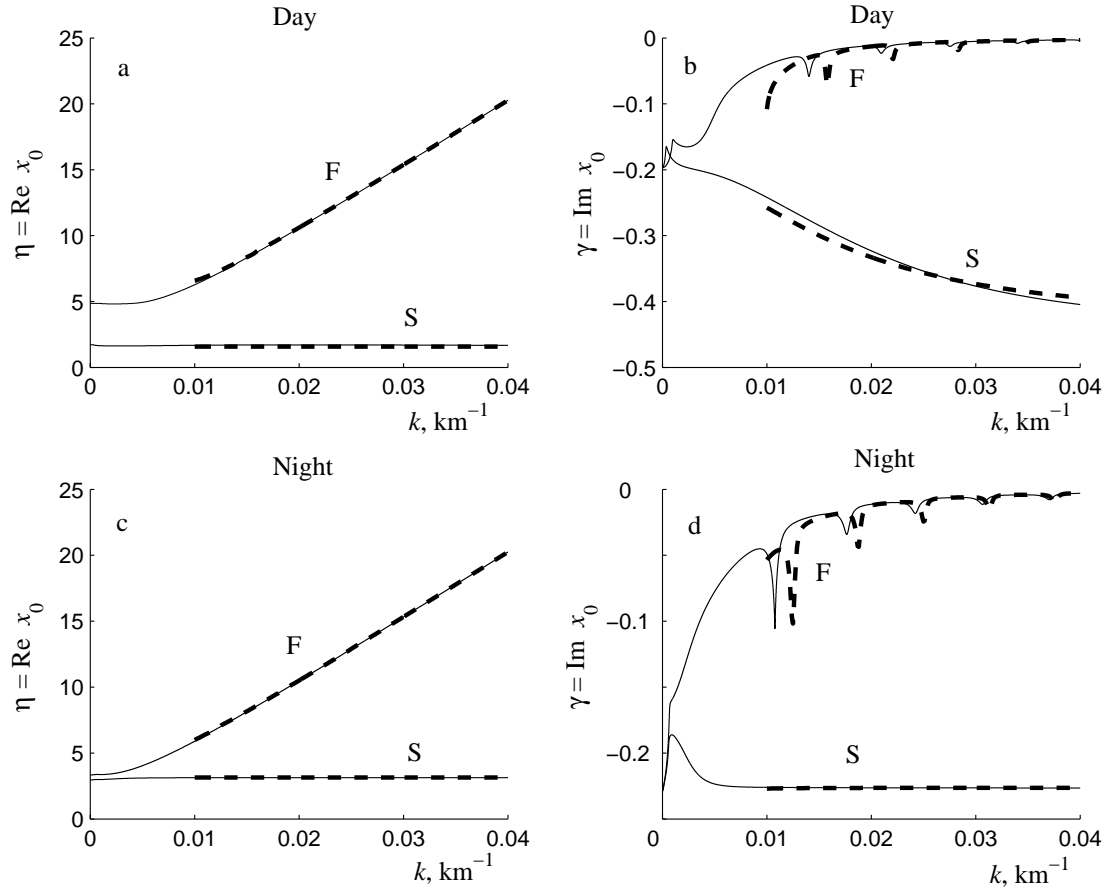 Day
a
η = Re x₀
25
20
15
10
5
0
F
S
0 0.01 0.02 0.03 0.04
k, km⁻¹
Day
b
γ = Im x₀
0
−0.1
−0.2
−0.3
−0.4
−0.5
F
S
0 0.01 0.02 0.03 0.04
k, km⁻¹
Night
c
η = Re x₀
25
20
15
10
5
0
F
S
0 0.01 0.02 0.03 0.04
k, km⁻¹
Night
d
γ = Im x₀
0
−0.1
−0.2
F
S
0 0.01 0.02 0.03 0.04
k, km⁻¹